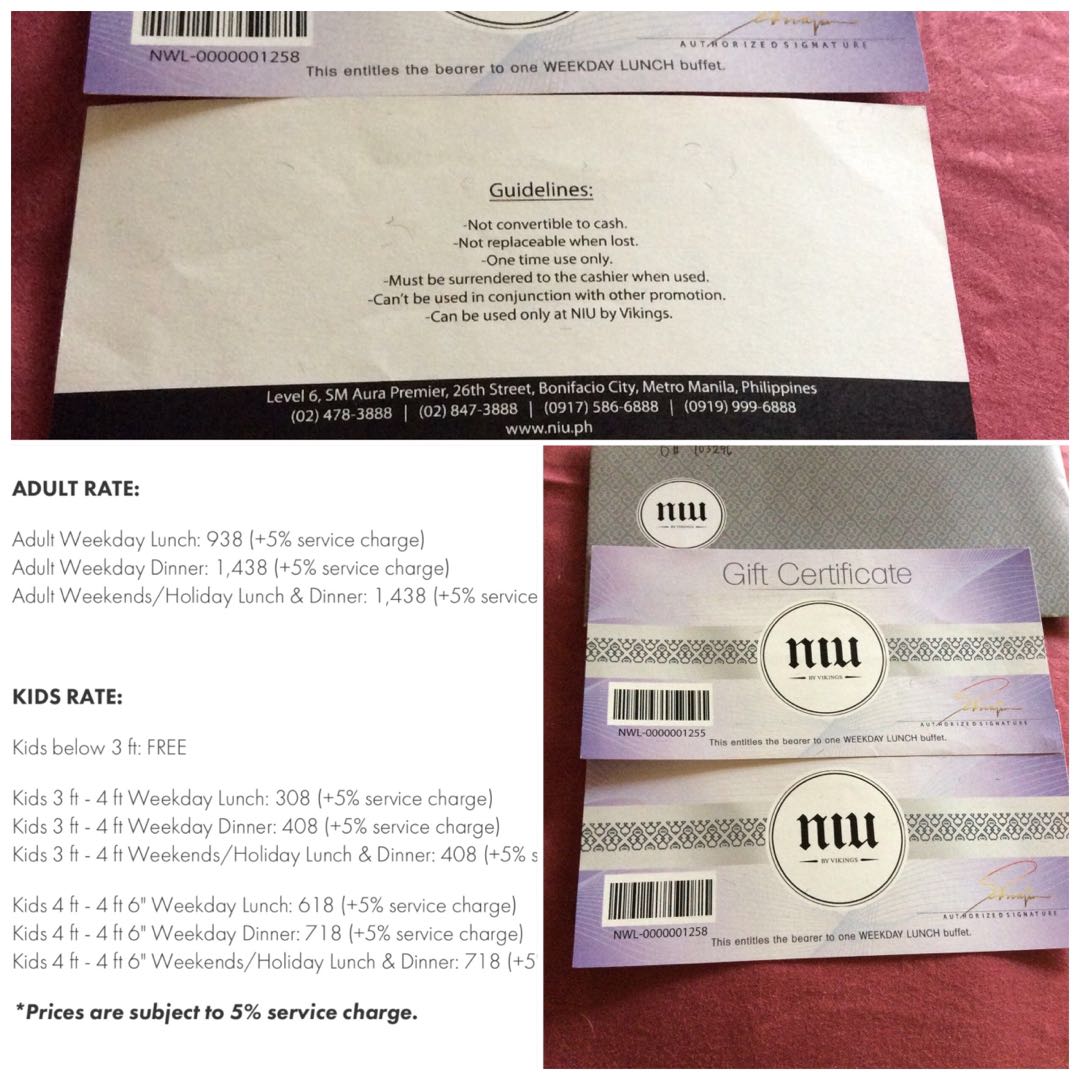 NWL-0000001258
AUTHORIZED SIGNATURE
This entitles the bearer to one WEEKDAY LUNCH buffet.
Guidelines:
-Not convertible to cash.
-Not replaceable when lost.
-One time use only.
-Must be surrendered to the cashier when used.
-Can't be used in conjunction with other promotion.
-Can be used only at NIU by Vikings.
Level 6, SM Aura Premier, 26th Street, Bonifacio City, Metro Manila, Philippines
(02) 478-3888 | (02) 847-3888 | (0917) 586-6888 | (0919) 999-6888
www.niu.ph
ADULT RATE:
Adult Weekday Lunch: 938 (+5% service charge)
Adult Weekday Dinner: 1,438 (+5% service charge)
Adult Weekends/Holiday Lunch & Dinner: 1,438 (+5% service
KIDS RATE:
Kids below 3 ft: FREE
Kids 3 ft - 4 ft Weekday Lunch: 308 (+5% service charge)
Kids 3 ft - 4 ft Weekday Dinner: 408 (+5% service charge)
Kids 3 ft - 4 ft Weekends/Holiday Lunch & Dinner: 408 (+5% s
Kids 4 ft - 4 ft 6" Weekday Lunch: 618 (+5% service charge)
Kids 4 ft - 4 ft 6" Weekday Dinner: 718 (+5% service charge)
Kids 4 ft - 4 ft 6" Weekends/Holiday Lunch & Dinner: 718 (+5
*Prices are subject to 5% service charge.
niu
BY VIKINGS
Gift Certificate
niu
BY VIKINGS
AUTHORIZED SIGNATURE
NWL-0000001255
This entitles the bearer to one WEEKDAY LUNCH buffet.
niu
BY VIKINGS
AUTHORIZED SIGNATURE
NWL-0000001258
This entitles the bearer to one WEEKDAY LUNCH buffet.